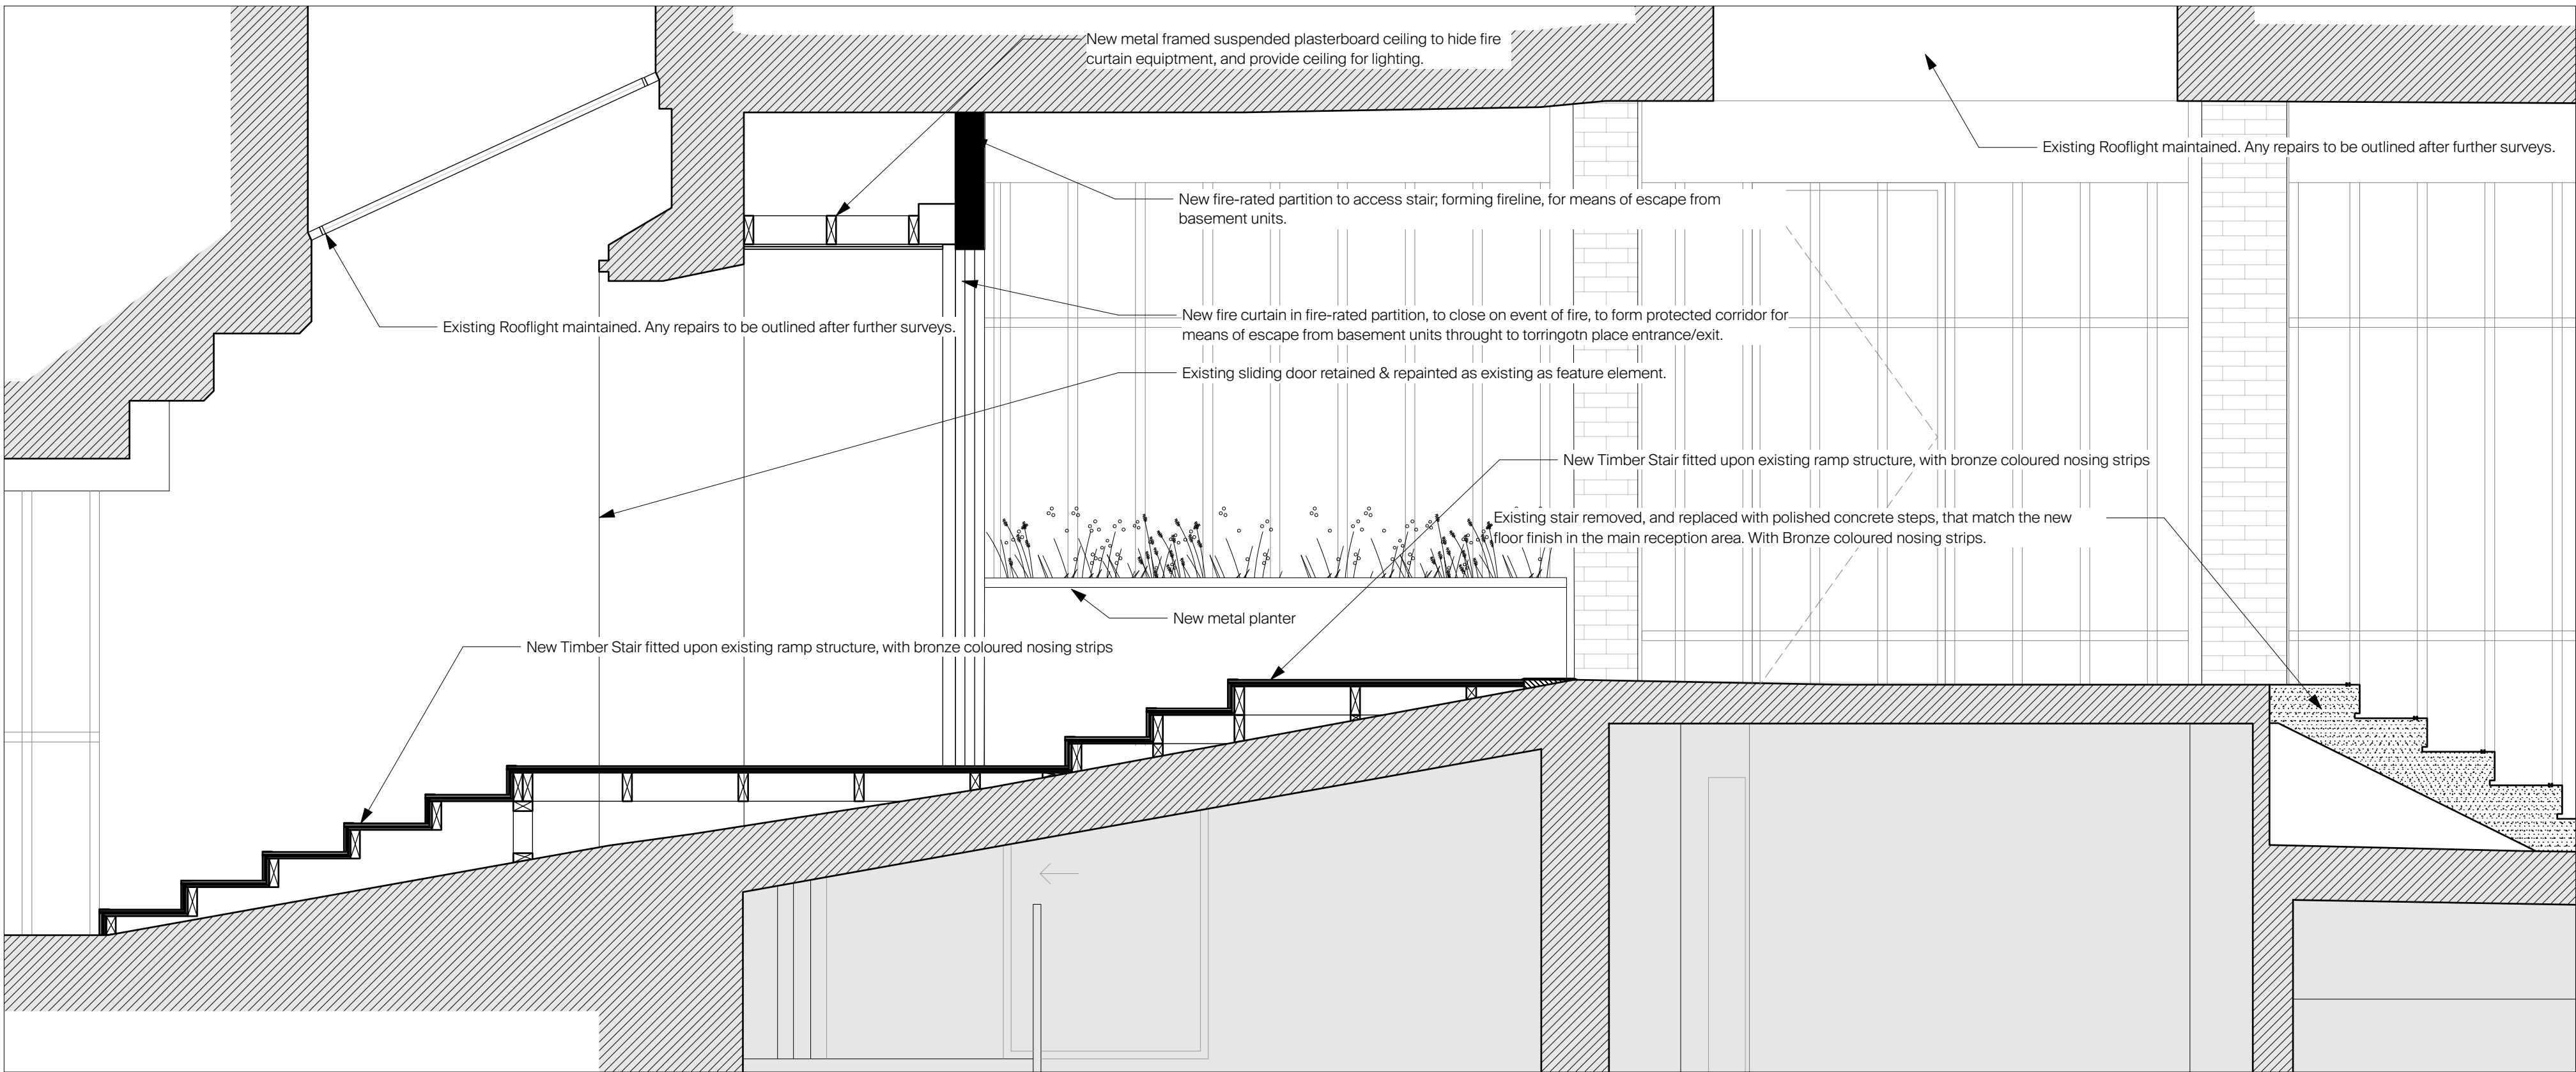 New metal framed suspended plasterboard ceiling to hide fire
curtain equiptment, and provide ceiling for lighting.
Existing Rooflight maintained. Any repairs to be outlined after further surveys.
New fire-rated partition to access stair; forming fireline, for means of escape from
basement units.
New fire curtain in fire-rated partition, to close on event of fire, to form protected corridor for
means of escape from basement units throught to torringotn place entrance/exit.
Existing Rooflight maintained. Any repairs to be outlined after further surveys.
Existing sliding door retained & repainted as existing as feature element.
New Timber Stair fitted upon existing ramp structure, with bronze coloured nosing strips
Existing stair removed, and replaced with polished concrete steps, that match the new
floor finish in the main reception area. With Bronze coloured nosing strips.
New metal planter
New Timber Stair fitted upon existing ramp structure, with bronze coloured nosing strips